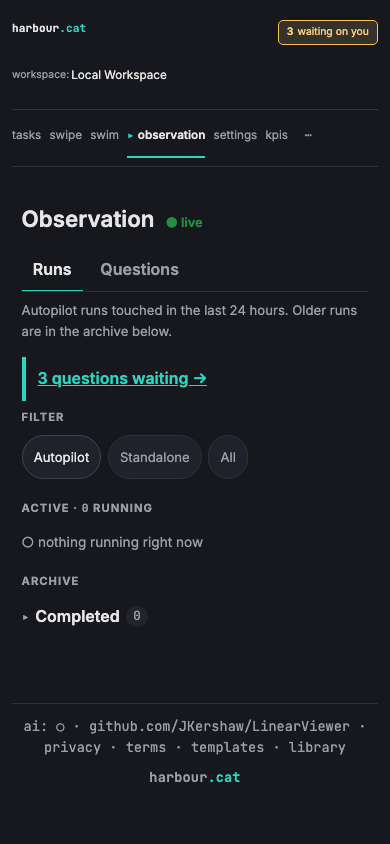 harbour.cat
3 waiting on you
workspace: Local Workspace
tasks swipe swim ▸ observation settings kpis ⋯
Observation ● live
Runs Questions
Autopilot runs touched in the last 24 hours. Older runs
are in the archive below.
3 questions waiting →
FILTER
Autopilot Standalone All
ACTIVE · 0 RUNNING
○ nothing running right now
ARCHIVE
▸ Completed 0
ai: ○ · github.com/JKershaw/LinearViewer ·
privacy · terms · templates · library
harbour.cat